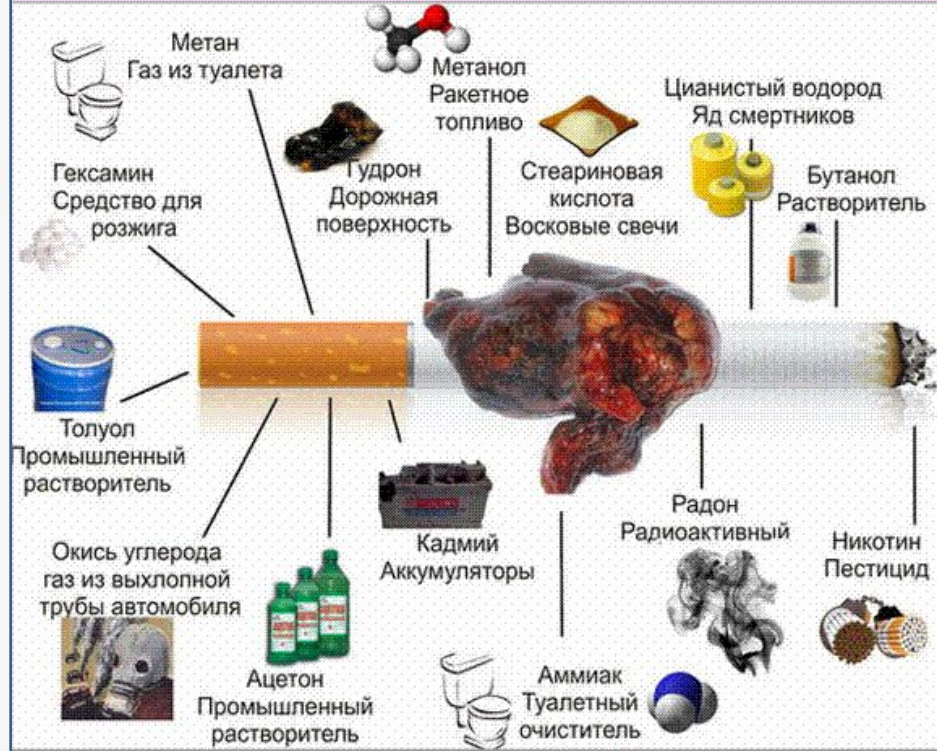 Метан
Газ из туалета
Метанол
Ракетное
топливо
Цианистый водород
Яд смертников
Гексамин
Средство для
розжига
Гудрон
Дорожная
поверхность
Стеариновая
кислота
Восковые свечи
Бутанол
Растворитель
Толуол
Промышленный
растворитель
Окись углерода
газ из выхлопной
трубы автомобиля
Кадмий
Аккумуляторы
Радон
Радиоактивный
Никотин
Пестицид
Ацетон
Промышленный
растворитель
Аммиак
Туалетный
очиститель